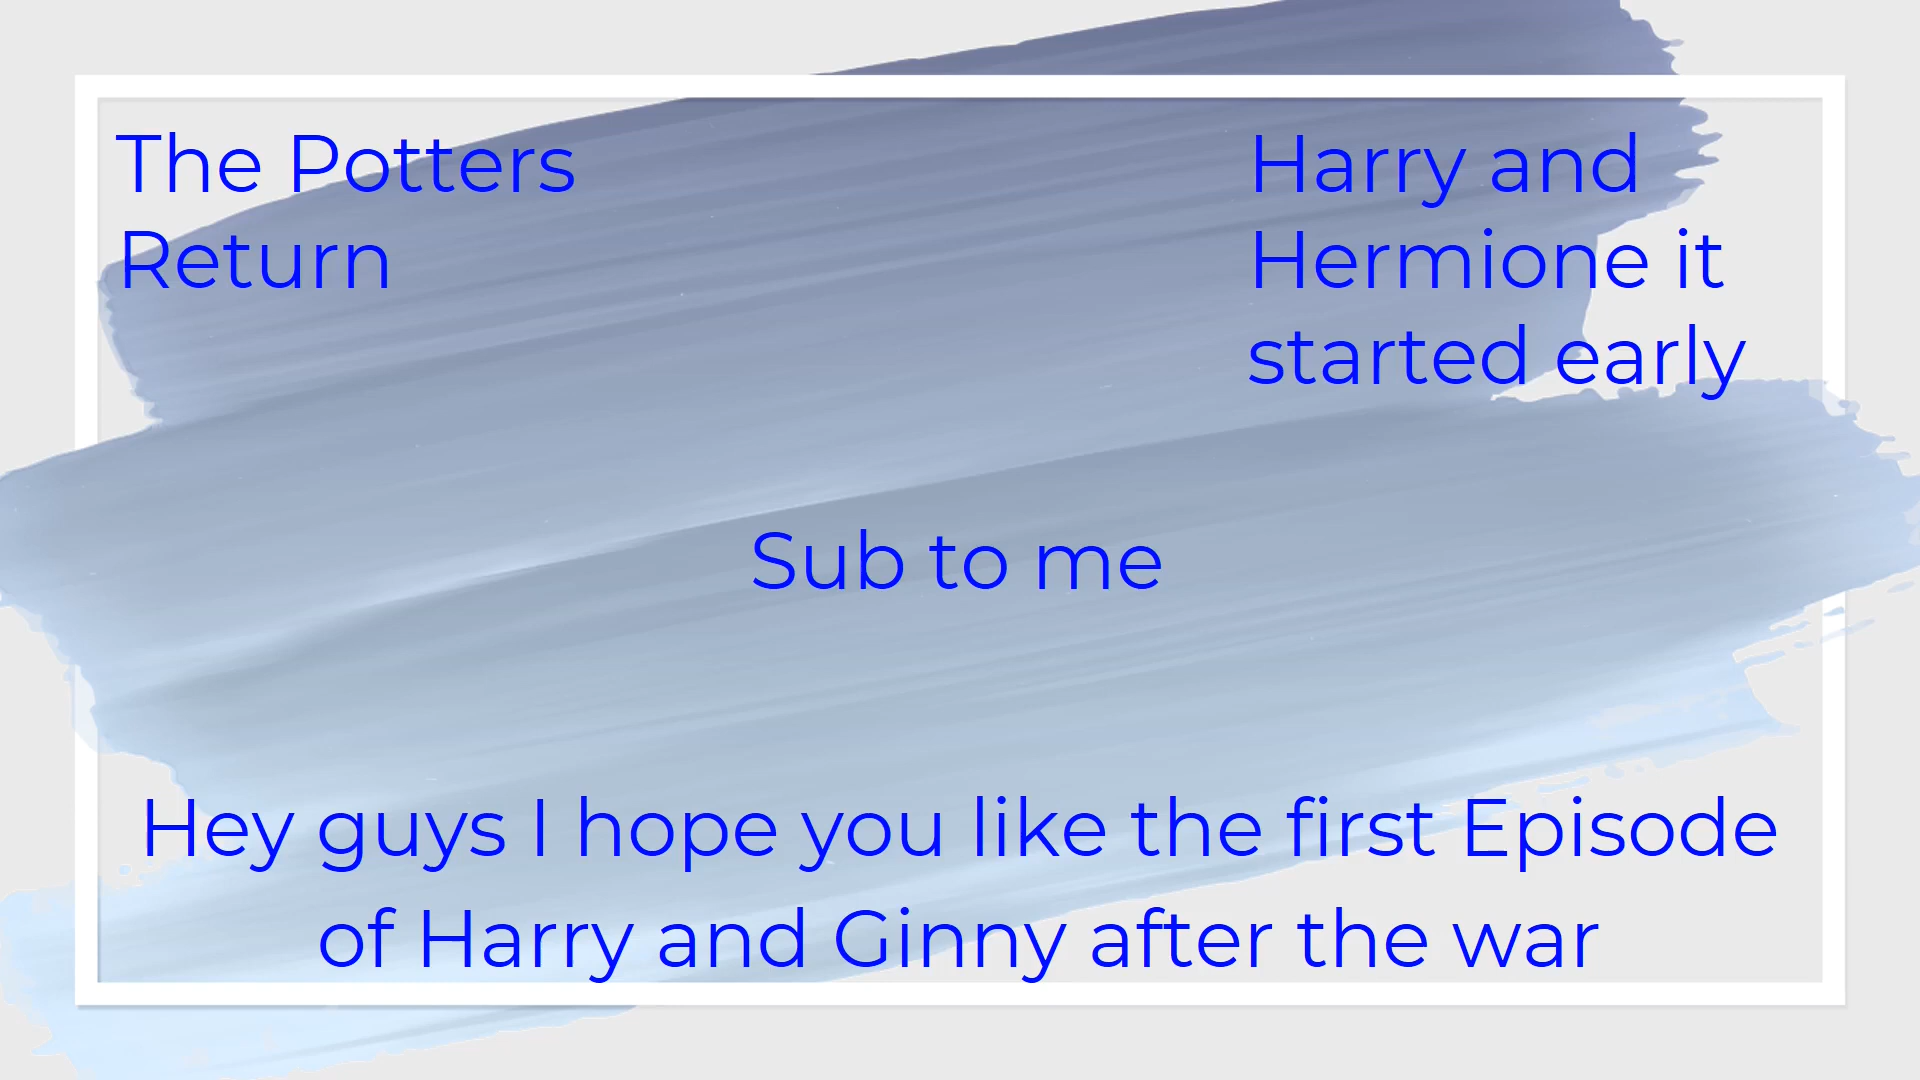 The Potters
Return
Harry and
Hermione it
started early
Sub to me
Hey guys I hope you like the first Episode
of Harry and Ginny after the war